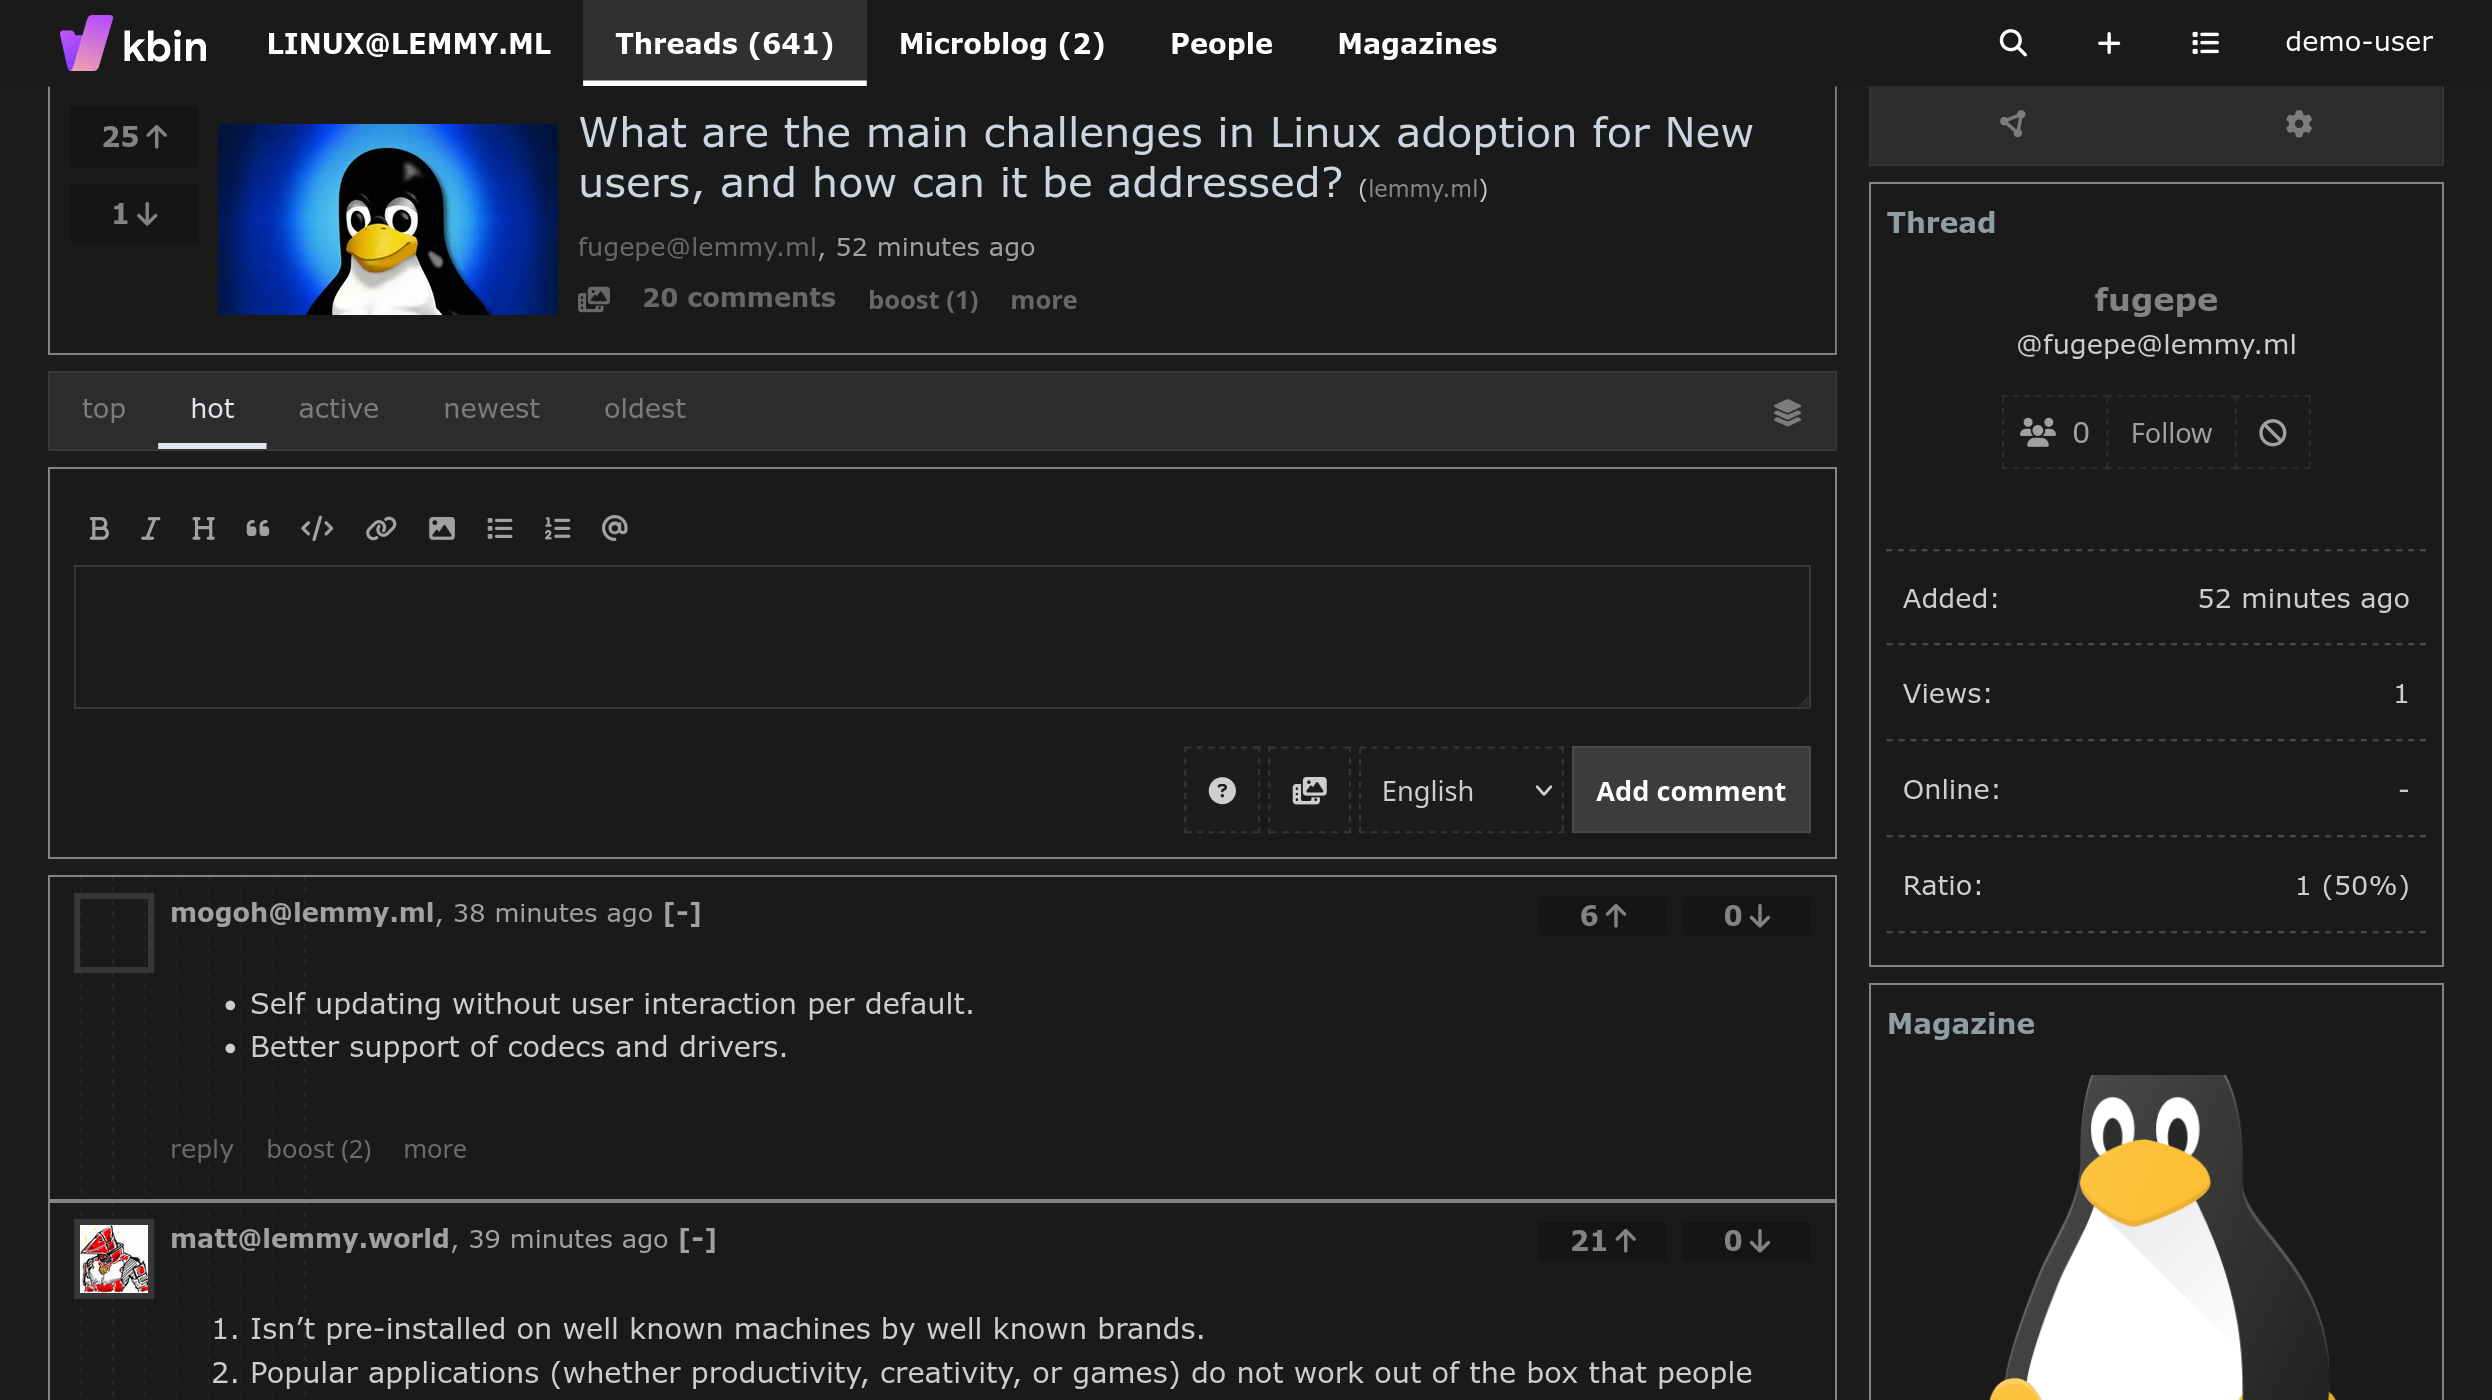 kbin LINUX@LEMMY.ML Threads (641) Microblog (2) People Magazines demo-user
25
1
What are the main challenges in Linux adoption for New
users, and how can it be addressed? (lemmy.ml)
fugepe@lemmy.ml, 52 minutes ago
20 comments boost (1) more
top hot active newest oldest
B I H
English Add comment
mogoh@lemmy.ml, 38 minutes ago [-] 6 0
• Self updating without user interaction per default.
• Better support of codecs and drivers.
reply boost (2) more
matt@lemmy.world, 39 minutes ago [-] 21 0
1. Isn’t pre-installed on well known machines by well known brands.
2. Popular applications (whether productivity, creativity, or games) do not work out of the box that people
Thread
fugepe
@fugepe@lemmy.ml
0 Follow
Added: 52 minutes ago
Views: 1
Online: -
Ratio: 1 (50%)
Magazine